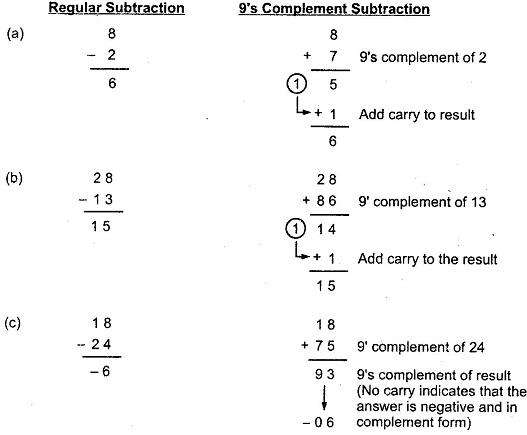 Regular Subtraction 9's Complement Subtraction
(a) 8 8
− 2 + 7 9's complement of 2
6 1 5
+ 1 Add carry to result
6
(b) 28 28
− 13 + 86 9' complement of 13
15 1 14
+ 1 Add carry to the result
15
(c) 18 18
− 24 + 75 9' complement of 24
−6 93 9's complement of result
(No carry indicates that the
answer is negative and in
−06 complement form)